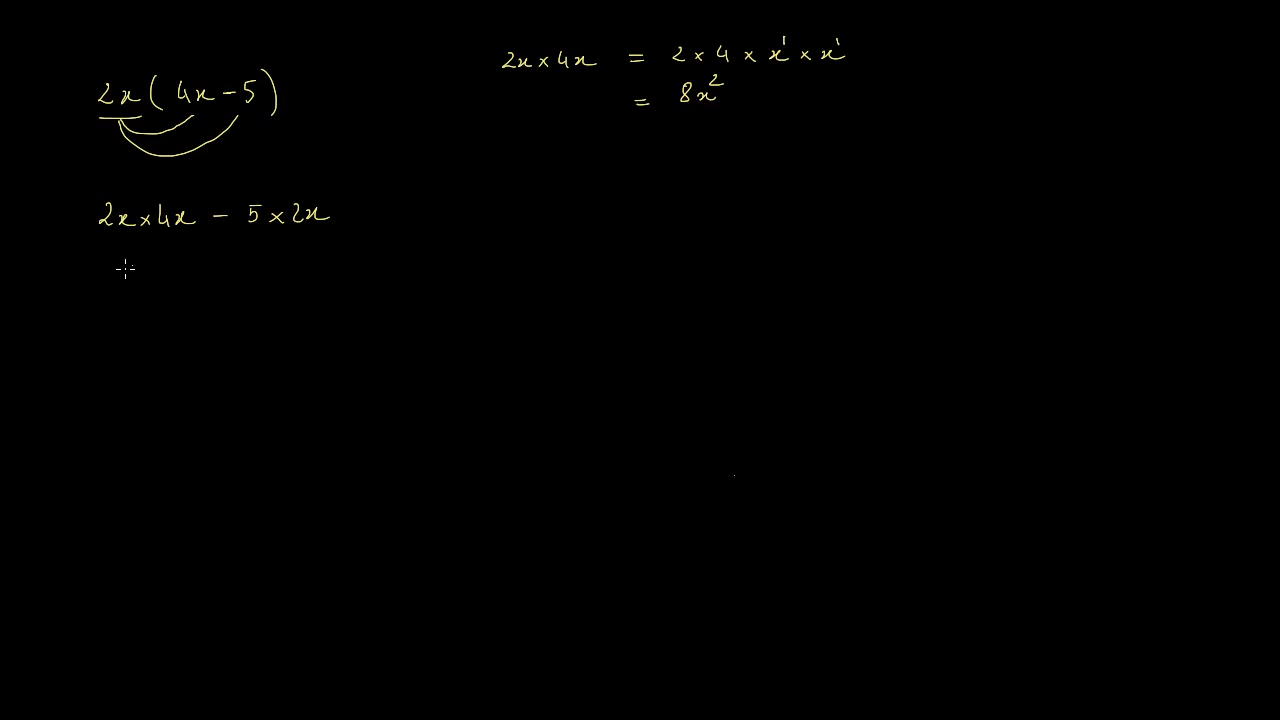 2x ( 4x - 5 )
2x × 4x - 5 × 2x
2x × 4x = 2 × 4 × x¹ × x¹
= 8x²